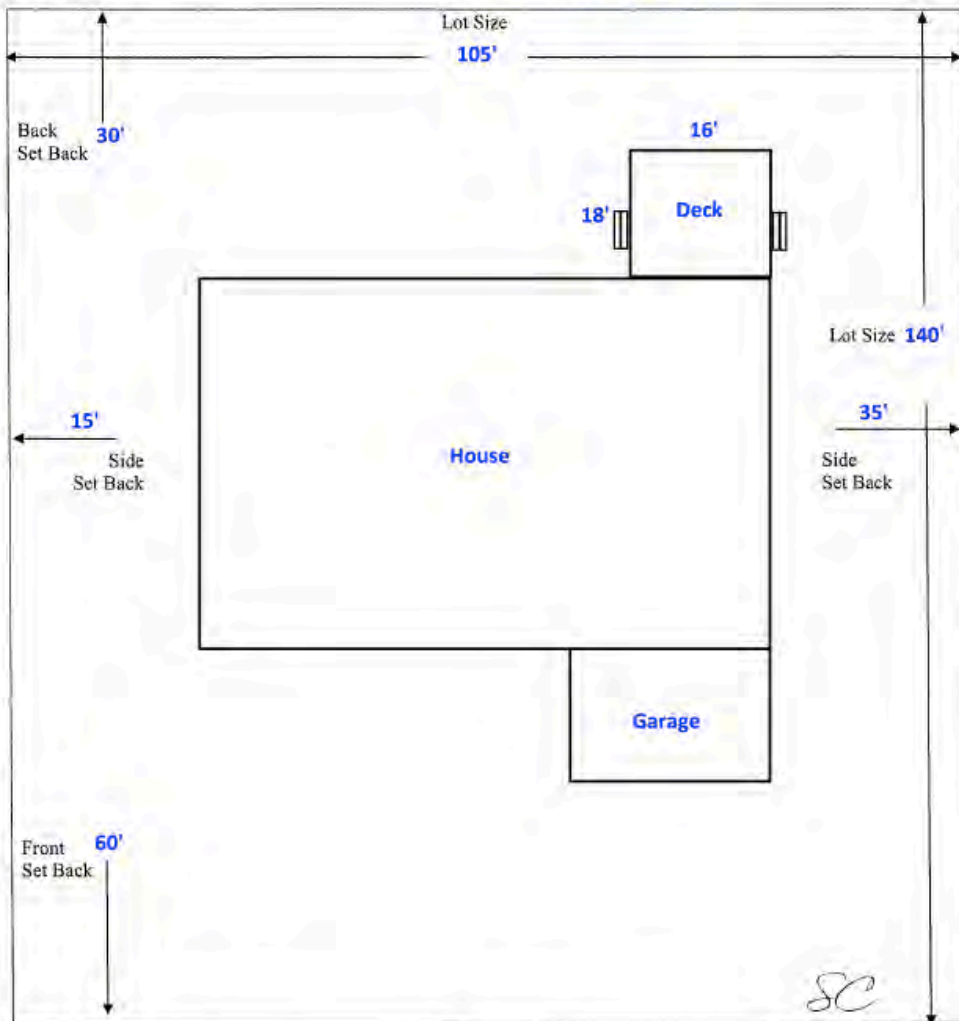 Lot Size
105'
Back
Set Back
30'
16'
18'
Deck
Lot Size 140'
15'
Side
Set Back
House
35'
Side
Set Back
Garage
Front
Set Back
60'
SC